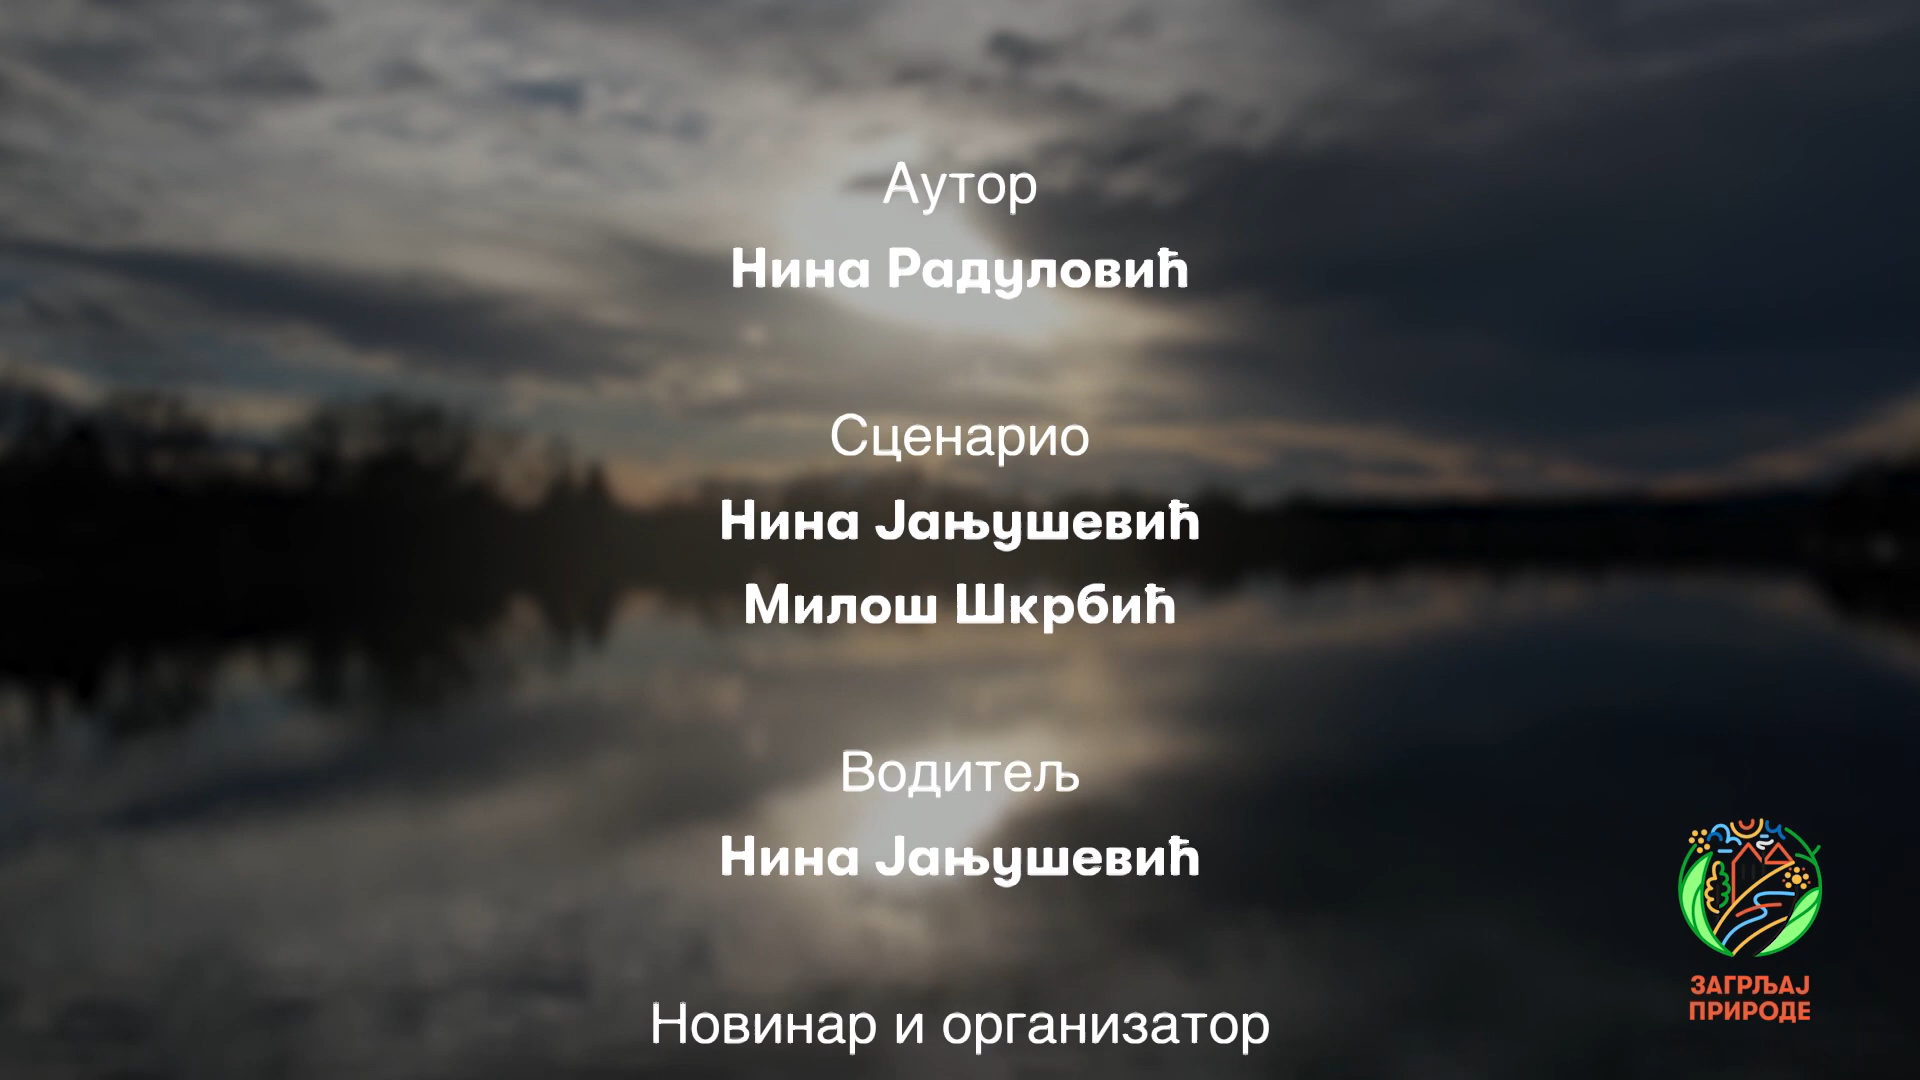 Аутор
Нина Радуловић
Сценарио
Нина Јањушевић
Милош Шкрбић
Водитељ
Нина Јањушевић
Новинар и организатор
ЗАГРЉАЈ
ПРИРОДЕ